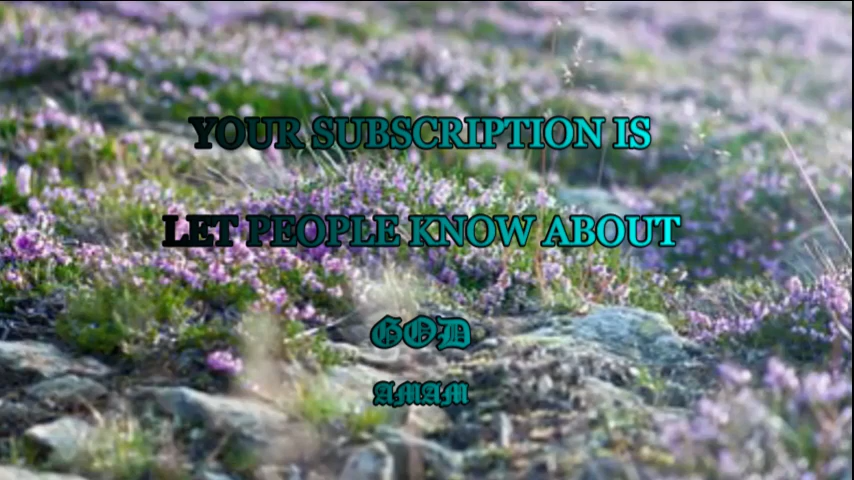 YOUR SUBSCRIPTION IS
LET PEOPLE KNOW ABOUT
GOD
AMAM